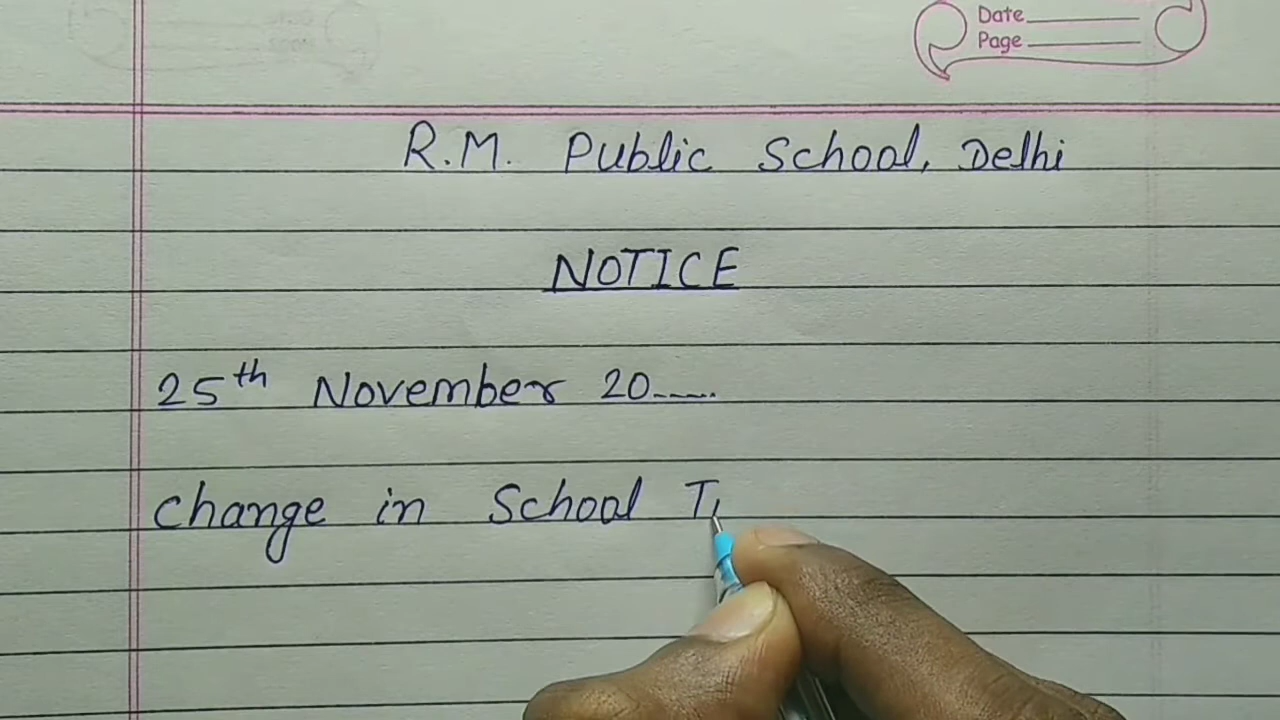 Date
Page
R.M. Public School, Delhi
NOTICE
25th November 20.....
Change in School